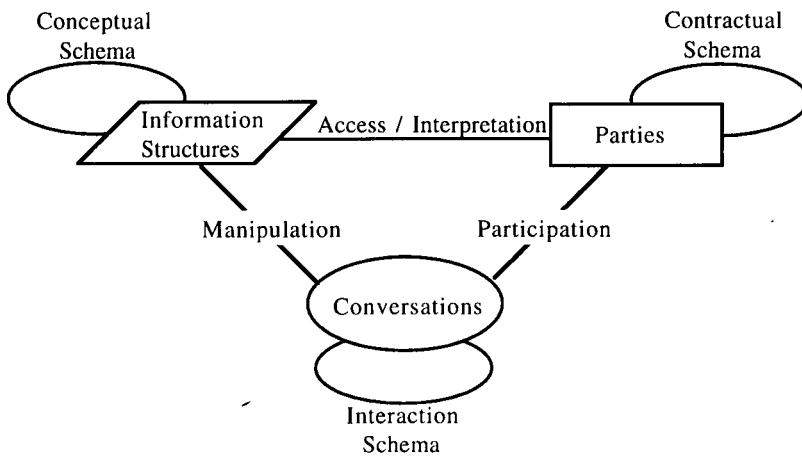 Conceptual
Schema
Contractual
Schema
Information
Structures
Access / Interpretation
Parties
Manipulation
Participation
Conversations
Interaction
Schema